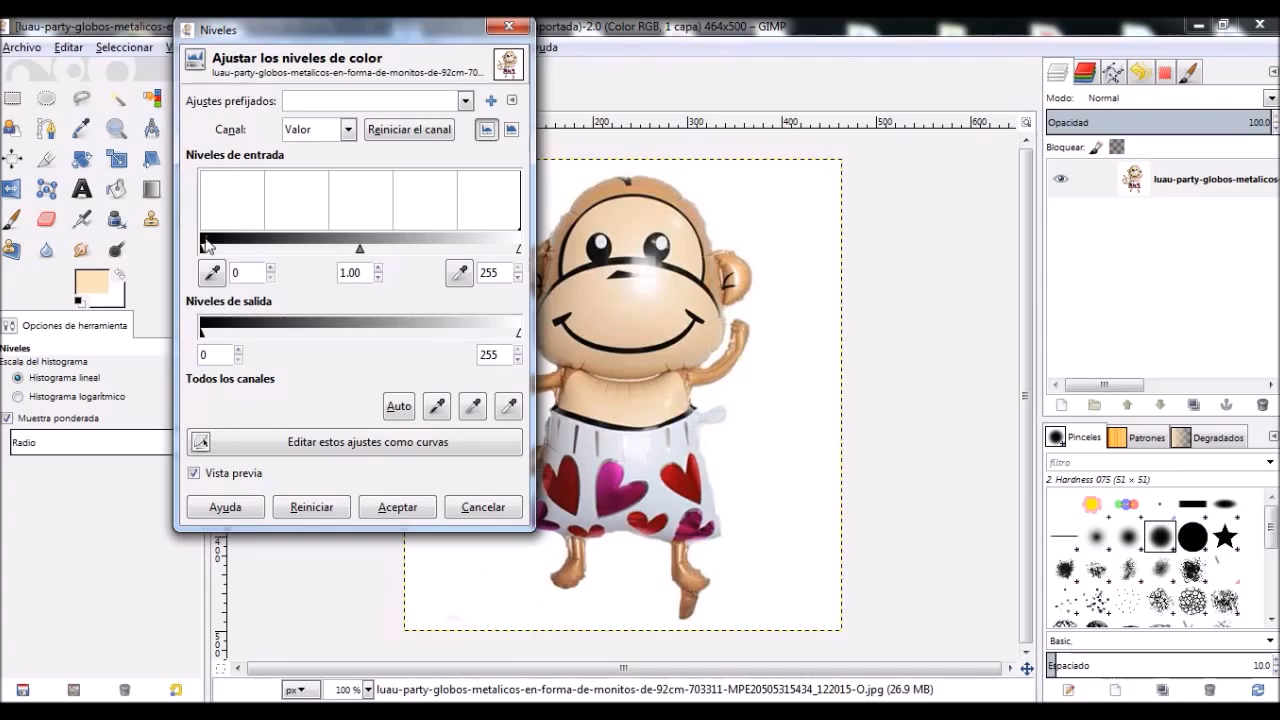 [luau-party-globos-metalicos-e
portada)-2.0 (Color RGB, 1 capa) 464x500 – GIMP
Archivo Editar Seleccionar
uda
Niveles
Ajustar los niveles de color
luau-party-globos-metalicos-en-forma-de-monitos-de-92cm-70...
Ajustes prefijados:
Canal: Valor Reiniciar el canal
Niveles de entrada
0 1.00 255
Niveles de salida
0 255
Todos los canales
Auto
Editar estos ajustes como curvas
Vista previa
Ayuda Reiniciar Aceptar Cancelar
Opciones de herramienta
Niveles
Escala del histograma
Histograma lineal
Histograma logarítmico
Muestra ponderada
Radio
200 300 400 500 600
px 100 % luau-party-globos-metalicos-en-forma-de-monitos-de-92cm-703311-MPE20505315434_122015-O.jpg (26.9 MB)
Modo: Normal
Opacidad 100.0
Bloquear:
luau-party-globos-metalicos
Pinceles Patrones Degradados
filtro
2. Hardness 075 (51 × 51)
Basic,
Espaciado 10.0